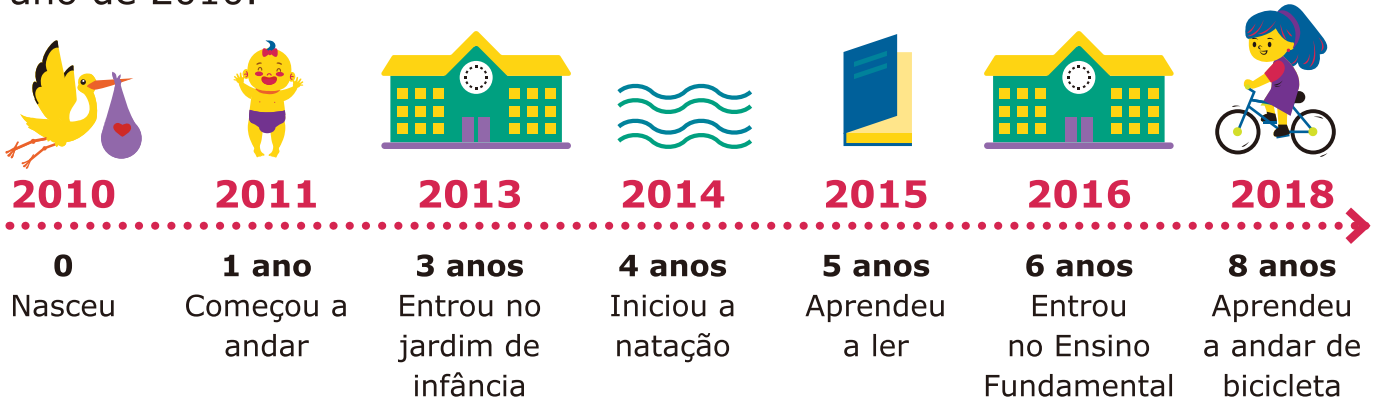 ano de 2010.
2010 2011 2013 2014 2015 2016 2018
0 1 ano 3 anos 4 anos 5 anos 6 anos 8 anos
Nasceu Começou a Entrou no Iniciou a Aprendeu Entrou Aprendeu
andar jardim de natação a ler no Ensino a andar de
infância Fundamental bicicleta